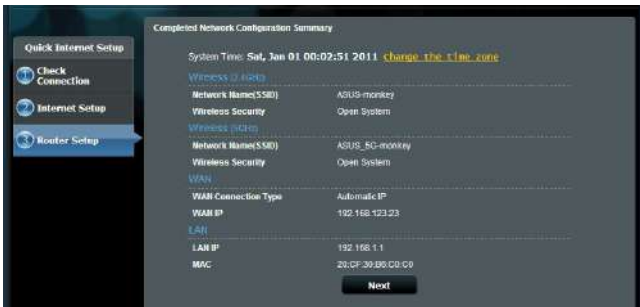 Completed Network Configuration Summary
Quick Internet Setup
1 Check Connection
2 Internet Setup
3 Router Setup
System Time: Sat, Jan 01 00:02:51 2011 Change the time zone
Wireless (2.4GHz)
Network Name(SSID) ASUS-monkey
Wireless Security Open System
Wireless (5GHz)
Network Name(SSID) ASUS_5G-monkey
Wireless Security Open System
WAN
WAN Connection Type Automatic IP
WAN IP 192.168.123.23
LAN
LAN IP 192.168.1.1
MAC 20:CF:30:B6:C0:C0
Next